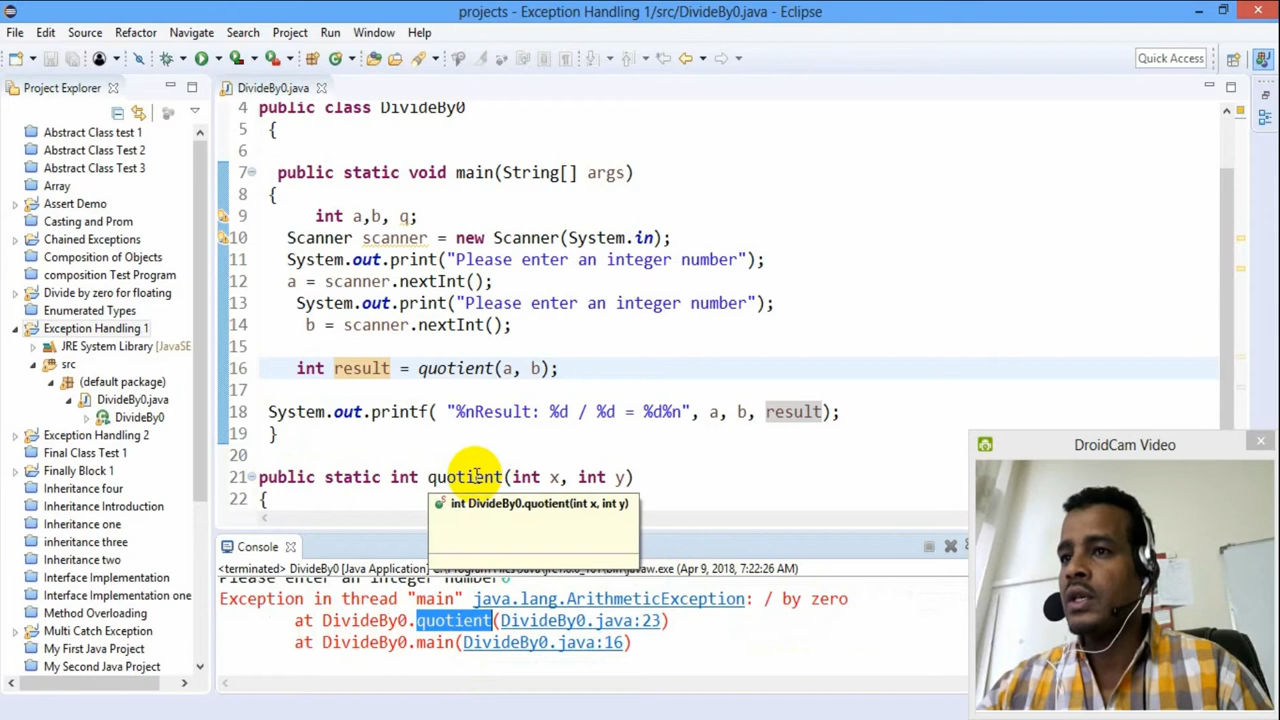 projects - Exception Handling 1/src/DivideBy0.java - Eclipse
File Edit Source Refactor Navigate Search Project Run Window Help
Quick Access
Project Explorer
DivideBy0.java
Abstract Class test 1
Abstract Class Test 2
Abstract Class Test 3
Array
Assert Demo
Casting and Prom
Chained Exceptions
Composition of Objects
composition Test Program
Divide by zero for floating
Enumerated Types
Exception Handling 1
JRE System Library [JavaSE
src
(default package)
DivideBy0.java
DivideBy0
Exception Handling 2
Final Class Test 1
Finally Block 1
Inheritance four
Inheritance Introduction
Inheritance one
inheritance three
Inheritance two
Interface Implementation
Interface Implementation one
Method Overloading
Multi Catch Exception
My First Java Project
My Second Java Project
4 public class DivideBy0
5 {
6
7 public static void main(String[] args)
8 {
9 int a,b, q;
10 Scanner scanner = new Scanner(System.in);
11 System.out.print("Please enter an integer number");
12 a = scanner.nextInt();
13 System.out.print("Please enter an integer number");
14 b = scanner.nextInt();
15
16 int result = quotient(a, b);
17
18 System.out.printf( "%nResult: %d / %d = %d%n", a, b, result);
19 }
20
21 public static int quotient(int x, int y)
22 {
int DivideBy0.quotient(int x, int y)
Console
<terminated> DivideBy0 [Java Application] javaw.exe (Apr 9, 2018, 7:22:26 AM)
Please enter an integer number
Exception in thread "main" java.lang.ArithmeticException: / by zero
at DivideBy0.quotient(DivideBy0.java:23)
at DivideBy0.main(DivideBy0.java:16)
DroidCam Video